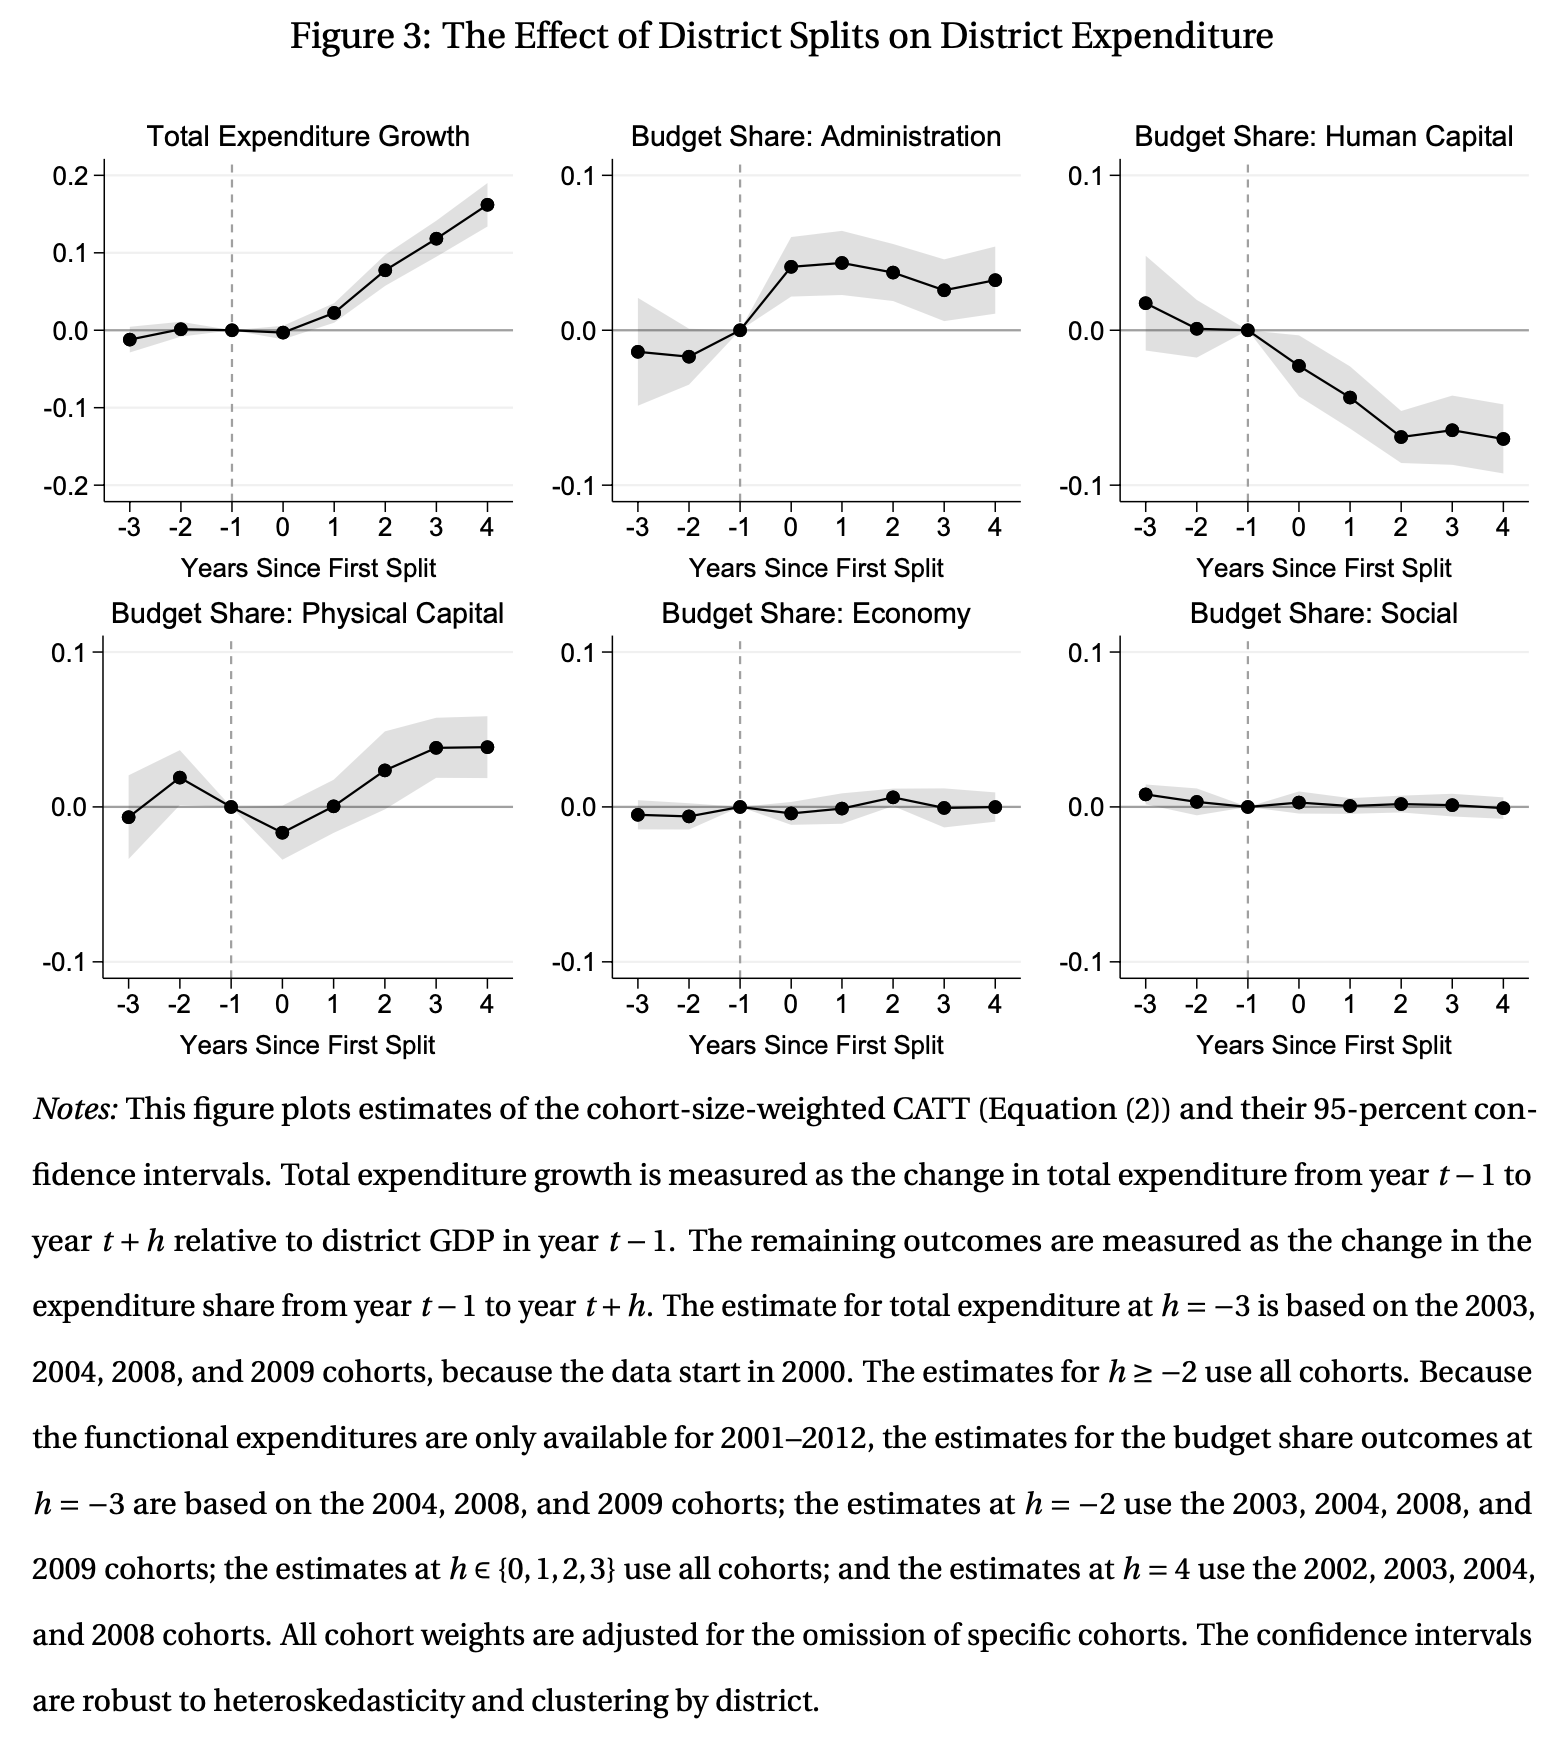 Figure 3: The Effect of District Splits on District Expenditure
Total Expenditure Growth
0.2
0.1
0.0
-0.1
-0.2
-3 -2 -1 0 1 2 3 4
Years Since First Split
Budget Share: Administration
0.1
0.0
-0.1
-3 -2 -1 0 1 2 3 4
Years Since First Split
Budget Share: Human Capital
0.1
0.0
-0.1
-3 -2 -1 0 1 2 3 4
Years Since First Split
Budget Share: Physical Capital
0.1
0.0
-0.1
-3 -2 -1 0 1 2 3 4
Years Since First Split
Budget Share: Economy
0.1
0.0
-0.1
-3 -2 -1 0 1 2 3 4
Years Since First Split
Budget Share: Social
0.1
0.0
-0.1
-3 -2 -1 0 1 2 3 4
Years Since First Split
Notes: This figure plots estimates of the cohort-size-weighted CATT (Equation (2)) and their 95-percent con-
fidence intervals. Total expenditure growth is measured as the change in total expenditure from year t − 1 to
year t + h relative to district GDP in year t − 1. The remaining outcomes are measured as the change in the
expenditure share from year t − 1 to year t + h. The estimate for total expenditure at h = −3 is based on the 2003,
2004, 2008, and 2009 cohorts, because the data start in 2000. The estimates for h ≥ −2 use all cohorts. Because
the functional expenditures are only available for 2001–2012, the estimates for the budget share outcomes at
h = −3 are based on the 2004, 2008, and 2009 cohorts; the estimates at h = −2 use the 2003, 2004, 2008, and
2009 cohorts; the estimates at h ∈ {0, 1, 2, 3} use all cohorts; and the estimates at h = 4 use the 2002, 2003, 2004,
and 2008 cohorts. All cohort weights are adjusted for the omission of specific cohorts. The confidence intervals
are robust to heteroskedasticity and clustering by district.